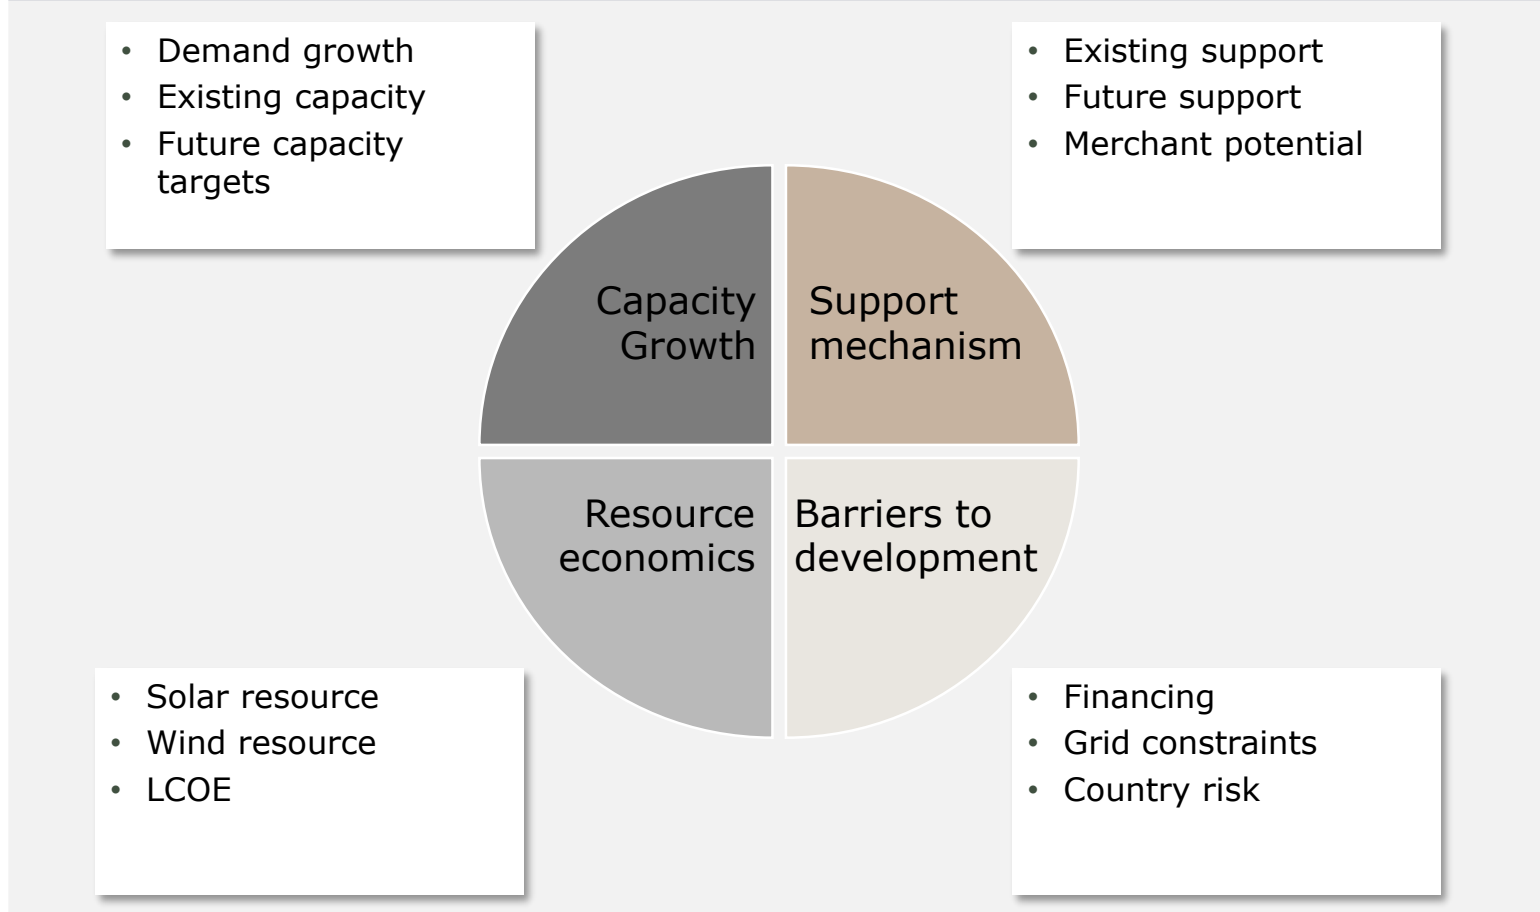 • Demand growth
• Existing capacity
• Future capacity
targets
• Existing support
• Future support
• Merchant potential
Capacity
Growth
Support
mechanism
Resource
economics
Barriers to
development
• Solar resource
• Wind resource
• LCOE
• Financing
• Grid constraints
• Country risk